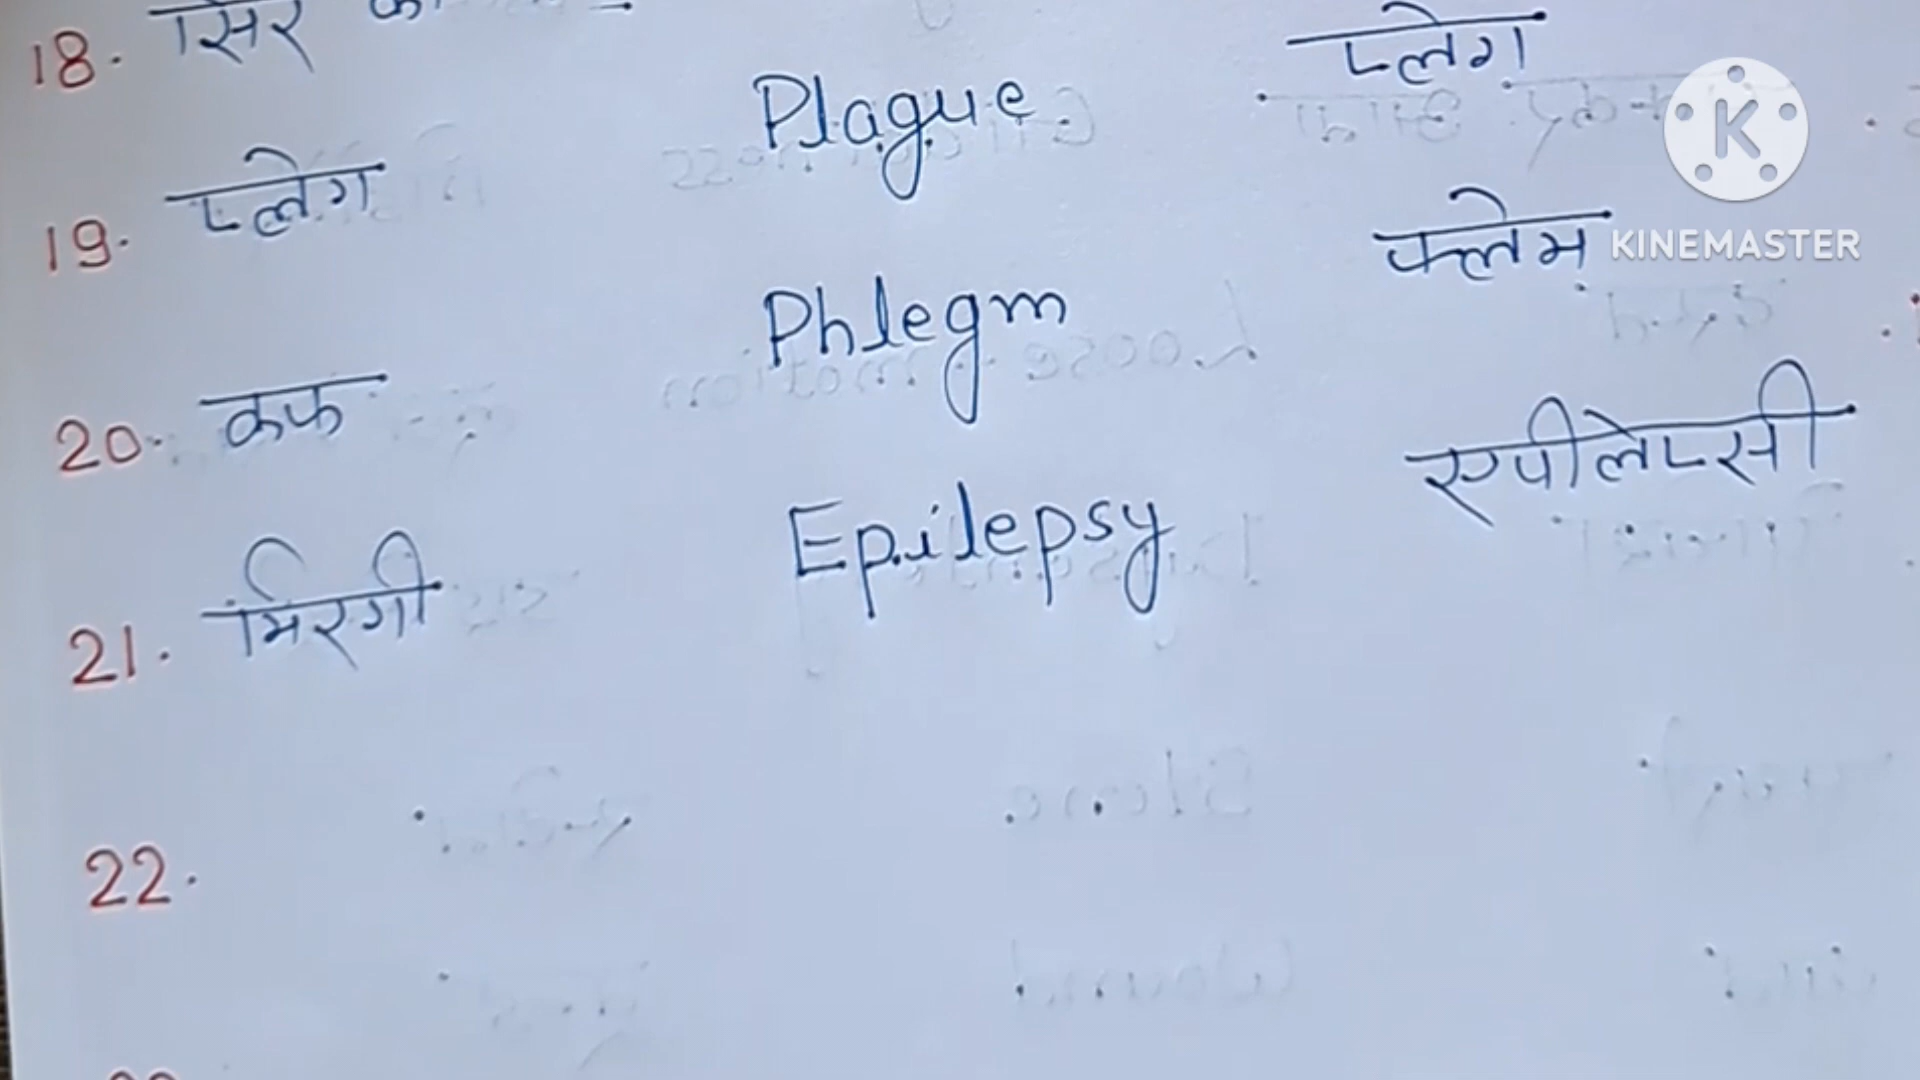 18. सिर
19. प्लेग Plague प्लेग
20. कफ Phlegm फ्लेम
21. मिरगी Epilepsy एपीलेप्सी
22.
K
KINEMASTER